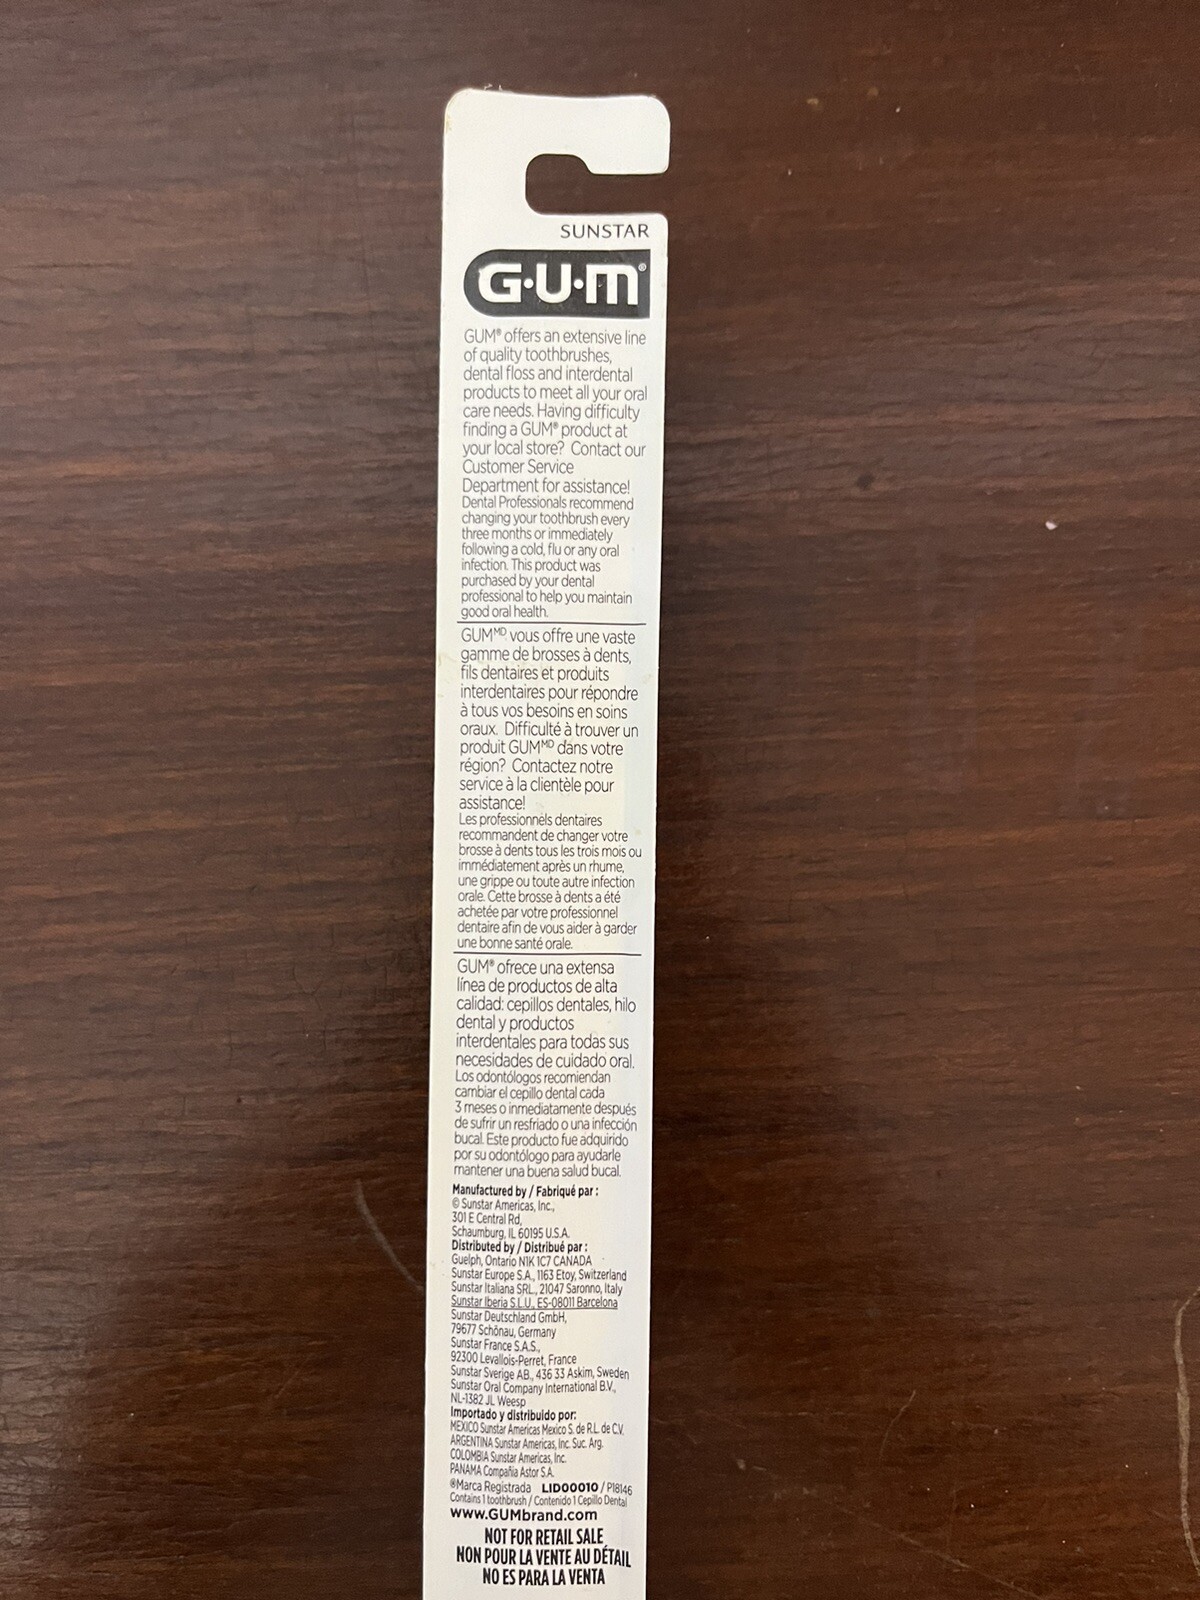 SUNSTAR
G·U·M®
GUM® offers an extensive line
of quality toothbrushes,
dental floss and interdental
products to meet all your oral
care needs. Having difficulty
finding a GUM® product at
your local store? Contact our
Customer Service
Department for assistance!
Dental Professionals recommend
changing your toothbrush every
three months or immediately
following a cold, flu or any oral
infection. This product was
purchased by your dental
professional to help you maintain
good oral health.
GUMᴹᴰ vous offre une vaste
gamme de brosses à dents,
fils dentaires et produits
interdentaires pour répondre
à tous vos besoins en soins
oraux. Difficulté à trouver un
produit GUMᴹᴰ dans votre
région? Contactez notre
service à la clientèle pour
assistance!
Les professionnels dentaires
recommandent de changer votre
brosse à dents tous les trois mois ou
immédiatement après un rhume,
une grippe ou toute autre infection
orale. Cette brosse à dents a été
achetée par votre professionnel
dentaire afin de vous aider à garder
une bonne santé orale.
GUM® ofrece una extensa
línea de productos de alta
calidad: cepillos dentales, hilo
dental y productos
interdentales para todas sus
necesidades de cuidado oral.
Los odontólogos recomiendan
cambiar el cepillo dental cada
3 meses o inmediatamente después
de sufrir un resfriado o una infección
bucal. Este producto fue adquirido
por su odontólogo para ayudarle
mantener una buena salud bucal.
Manufactured by / Fabriqué par :
© Sunstar Americas, Inc.,
301 E Central Rd,
Schaumburg, IL 60195 U.S.A.
Distributed by / Distribué par :
Guelph, Ontario N1K 1C7 CANADA
Sunstar Europe S.A., 1163 Etoy, Switzerland
Sunstar Italiana SRL., 21047 Saronno, Italy
Sunstar Iberia S.L.U., ES-08011 Barcelona
Sunstar Deutschland GmbH,
79677 Schönau, Germany
Sunstar France S.A.S.,
92300 Levallois-Perret, France
Sunstar Sverige AB., 436 33 Askim, Sweden
Sunstar Oral Company International B.V.,
NL-1382 JL Weesp
Importado y distribuido por:
MEXICO Sunstar Americas Mexico S. de R.L. de C.V.
ARGENTINA Sunstar Americas, Inc. Suc. Arg.
COLOMBIA Sunstar Americas, Inc.
PANAMA Compañia Astor S.A.
®Marca Registrada LID00010 / P18146
Contains 1 toothbrush / Contenido 1 Cepillo Dental
www.GUMbrand.com
NOT FOR RETAIL SALE
NON POUR LA VENTE AU DÉTAIL
NO ES PARA LA VENTA